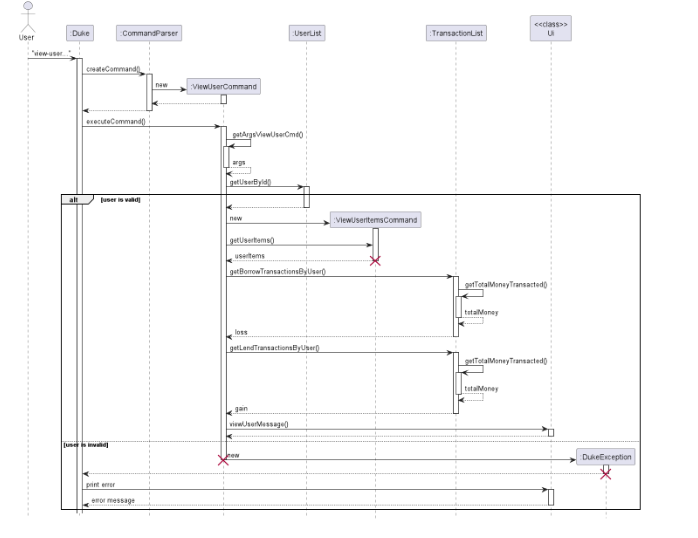 <<class>>
User
:Duke
:CommandParser
:UserList
:TransactionList
Ui
"view-user..."
createCommand()
new
:ViewUserCommand
executeCommand()
getArgsViewUserCmd()
args
getUserById()
alt
[user is valid]
new
:ViewUserItemsCommand
getUserItems()
userItems
getBorrowTransactionsByUser()
getTotalMoneyTransacted()
totalMoney
loss
getLendTransactionsByUser()
getTotalMoneyTransacted()
totalMoney
gain
viewUserMessage()
[user is invalid]
new
:DukeException
print error
error message